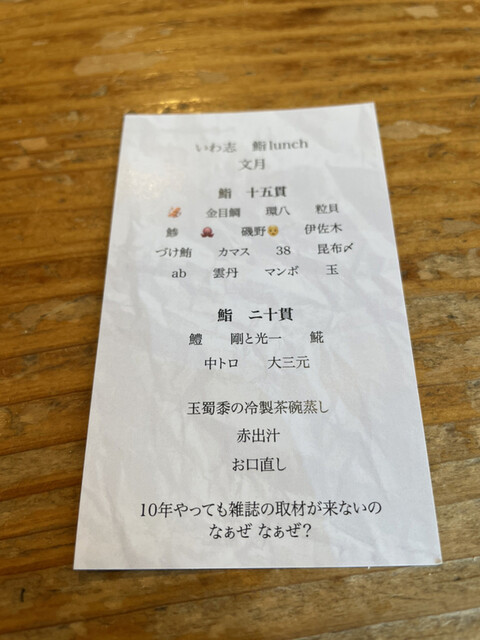 いわ志 鮨lunch
文月
鮨 十五貫
🦐 金目鯛 環八 粒貝
鯵 🐙 磯野😢 伊佐木
づけ鮪 カマス 38 昆布〆
ab 雲丹 マンボ 玉
鮨 二十貫
鱧 剛と光一 糀
中トロ 大三元
玉蜀黍の冷製茶碗蒸し
赤出汁
お口直し
10年やっても雑誌の取材が来ないの
なぁぜ なぁぜ？